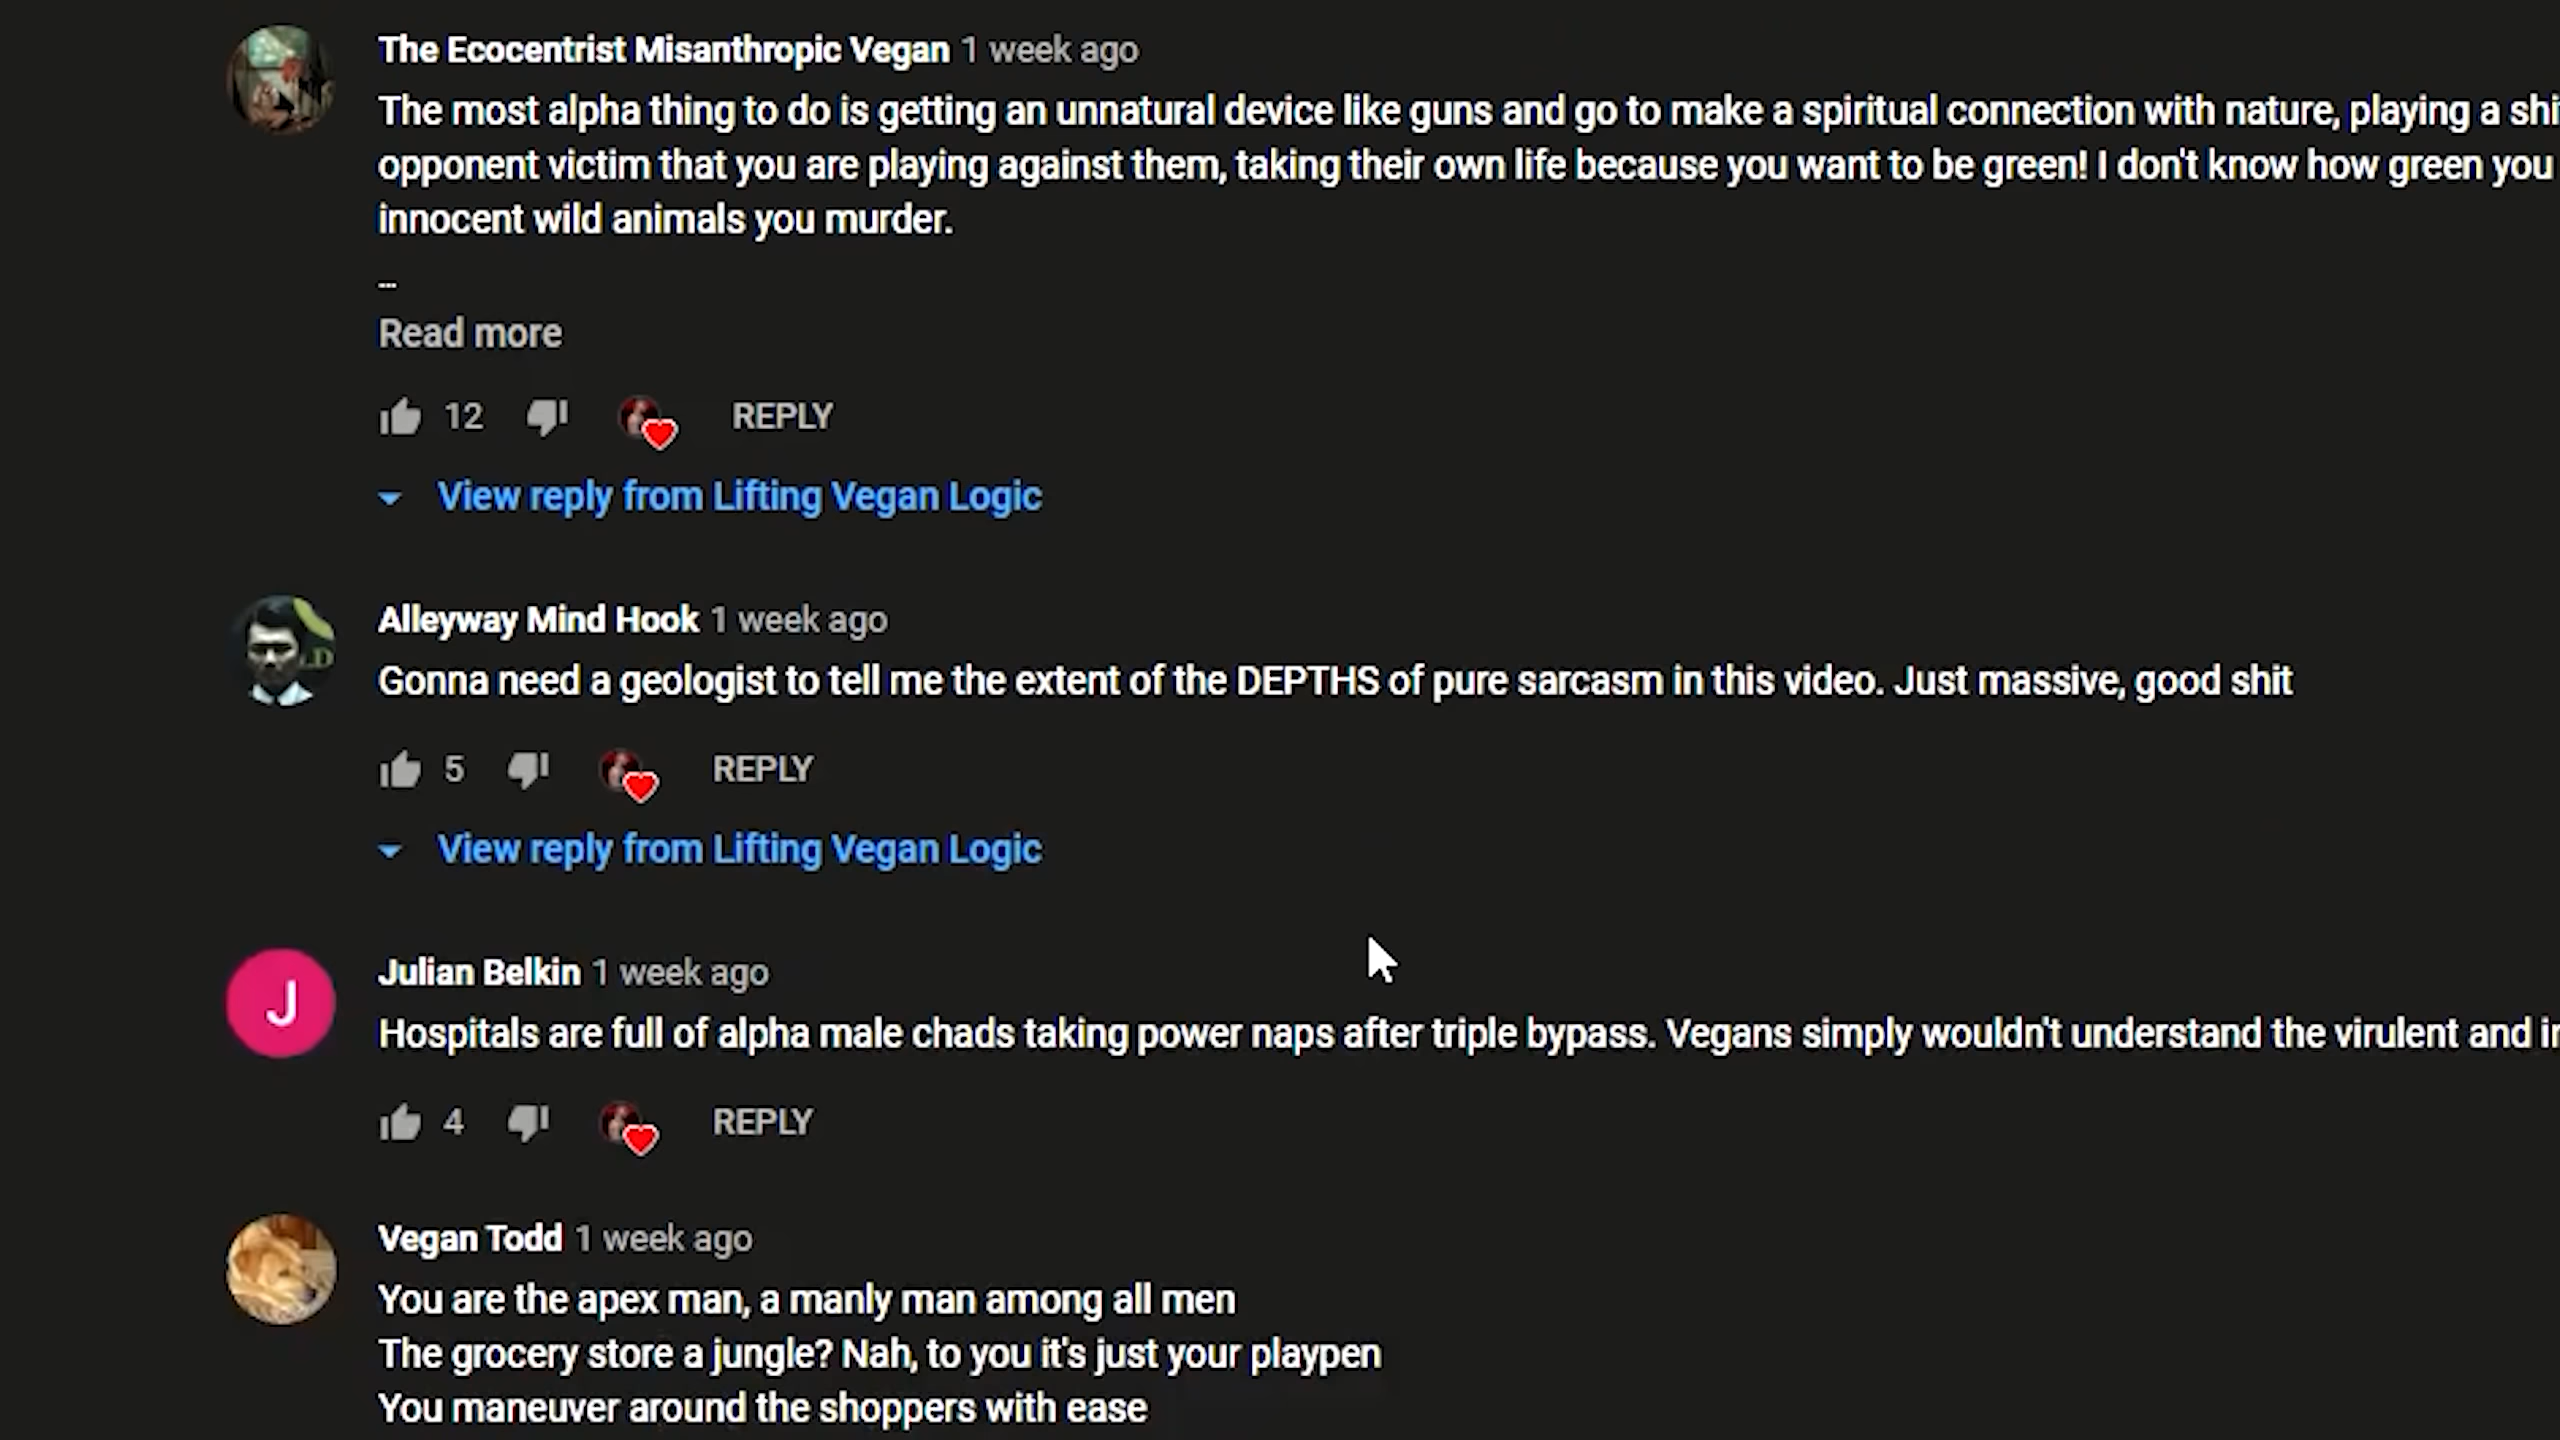 The Ecocentrist Misanthropic Vegan 1 week ago
The most alpha thing to do is getting an unnatural device like guns and go to make a spiritual connection with nature, playing a
opponent victim that you are playing against them, taking their own life because you want to be green! I don't know how green you
innocent wild animals you murder.
...
Read more
12 REPLY
View reply from Lifting Vegan Logic
Alleyway Mind Hook 1 week ago
Gonna need a geologist to tell me the extent of the DEPTHS of pure sarcasm in this video. Just massive, good shit
5 REPLY
View reply from Lifting Vegan Logic
J
Julian Belkin 1 week ago
Hospitals are full of alpha male chads taking power naps after triple bypass. Vegans simply wouldn't understand the virulent and
4 REPLY
Vegan Todd 1 week ago
You are the apex man, a manly man among all men
The grocery store a jungle? Nah, to you it's just your playpen
You maneuver around the shoppers with ease